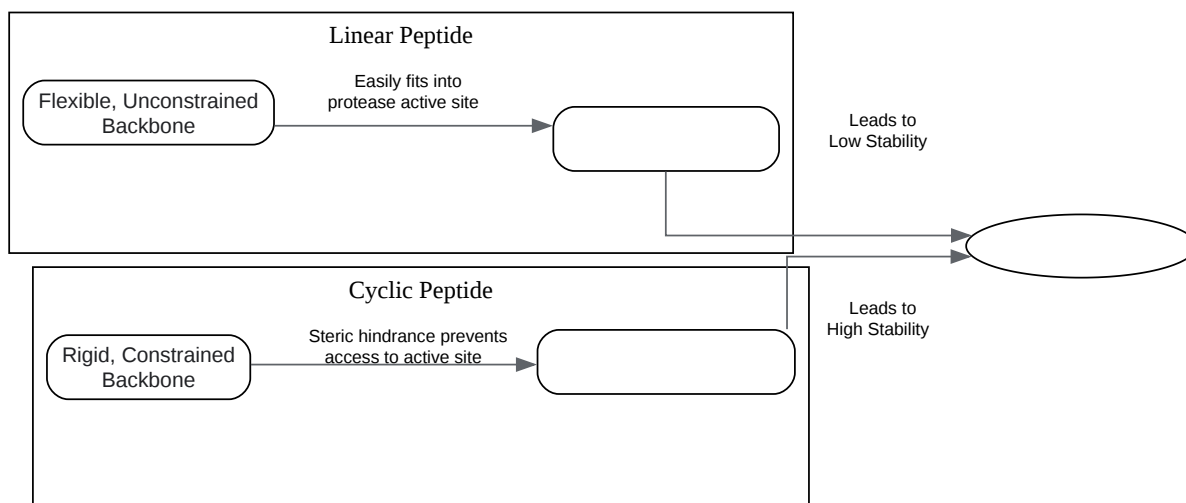 Linear Peptide
Easily fits into
protease active site
Flexible, Unconstrained
Backbone
Leads to
Low Stability
Cyclic Peptide
Steric hindrance prevents
access to active site
Rigid, Constrained
Backbone
Leads to
High Stability